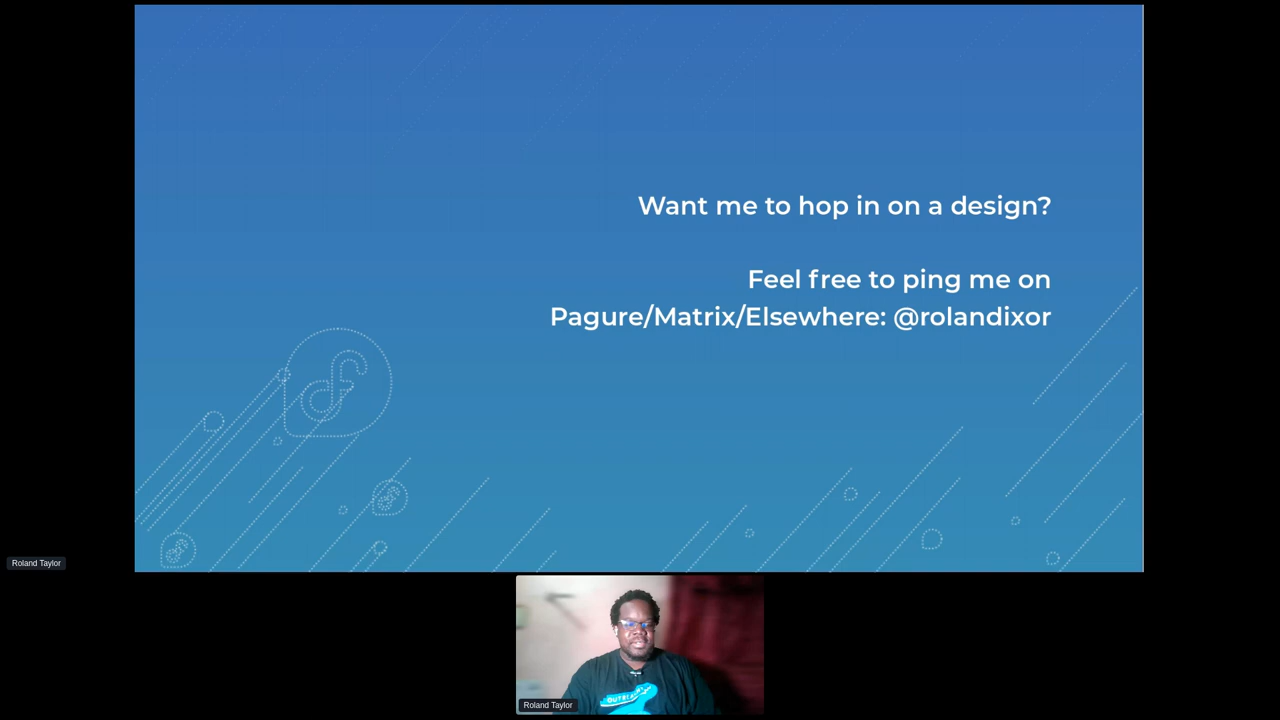 Want me to hop in on a design?
Feel free to ping me on
Pagure/Matrix/Elsewhere: @rolandixor
Roland Taylor
Roland Taylor